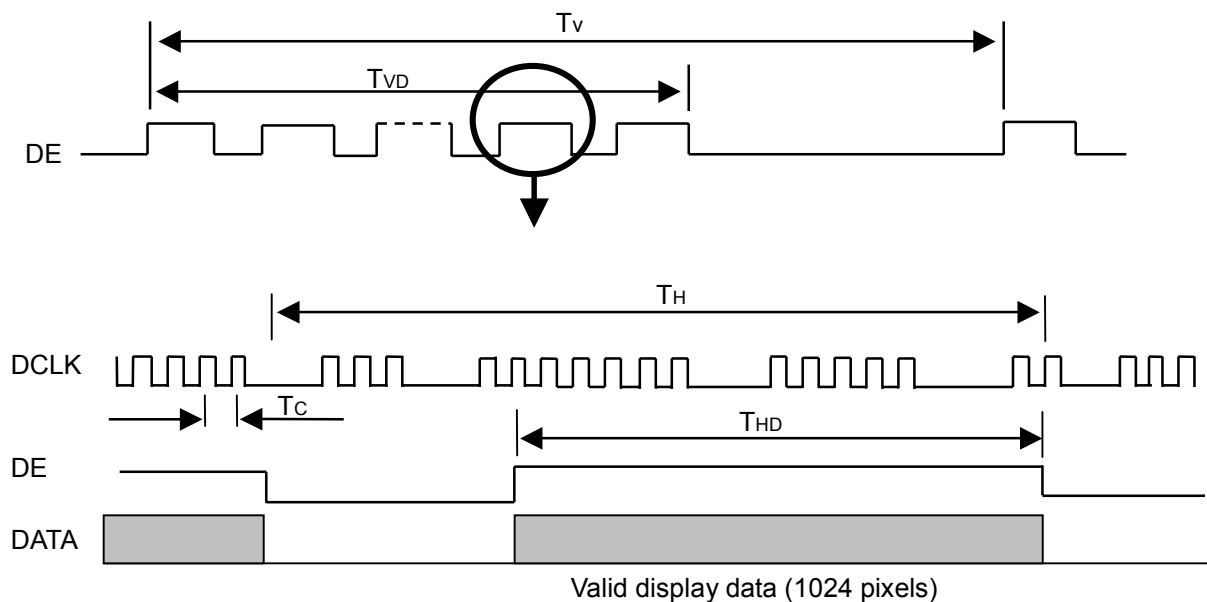 Tv
TVD
DE
TH
DCLK
TC
THD
DE
DATA
Valid display data (1024 pixels)